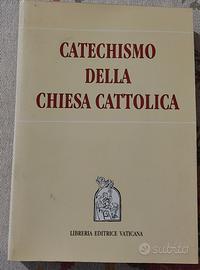 CATECHISMO
DELLA
CHIESA CATTOLICA
LIBRERIA EDITRICE VATICANA
subito